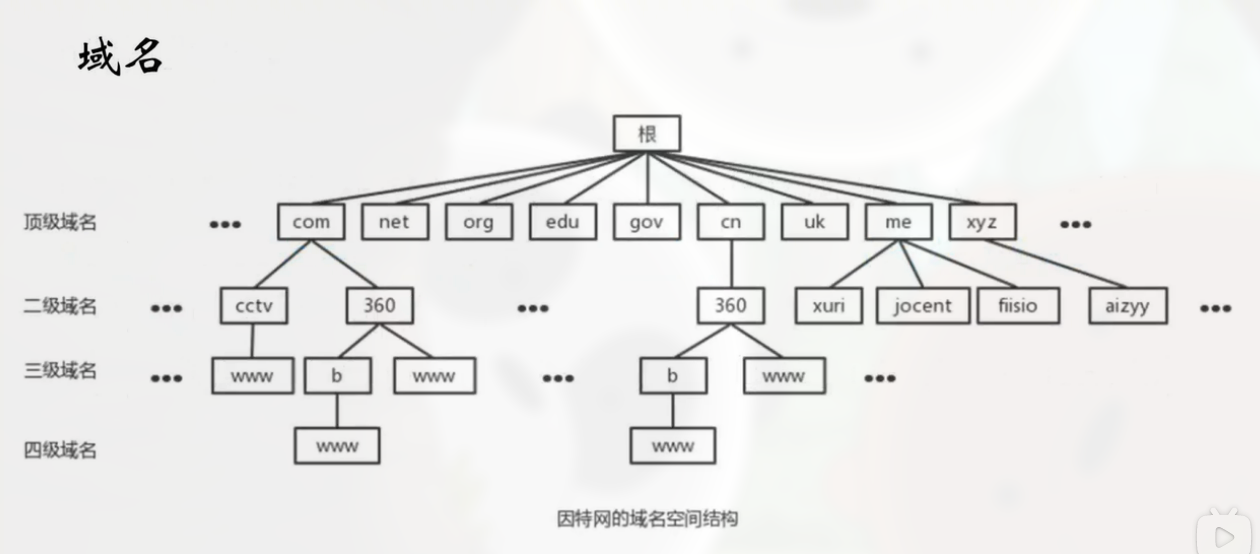 域名
根
顶级域名 ••• com net org edu gov cn uk me xyz •••
二级域名 ••• cctv 360 ••• 360 xuri jocent fiisio aizyy •••
三级域名 ••• www b www ••• b www •••
四级域名 www www
因特网的域名空间结构